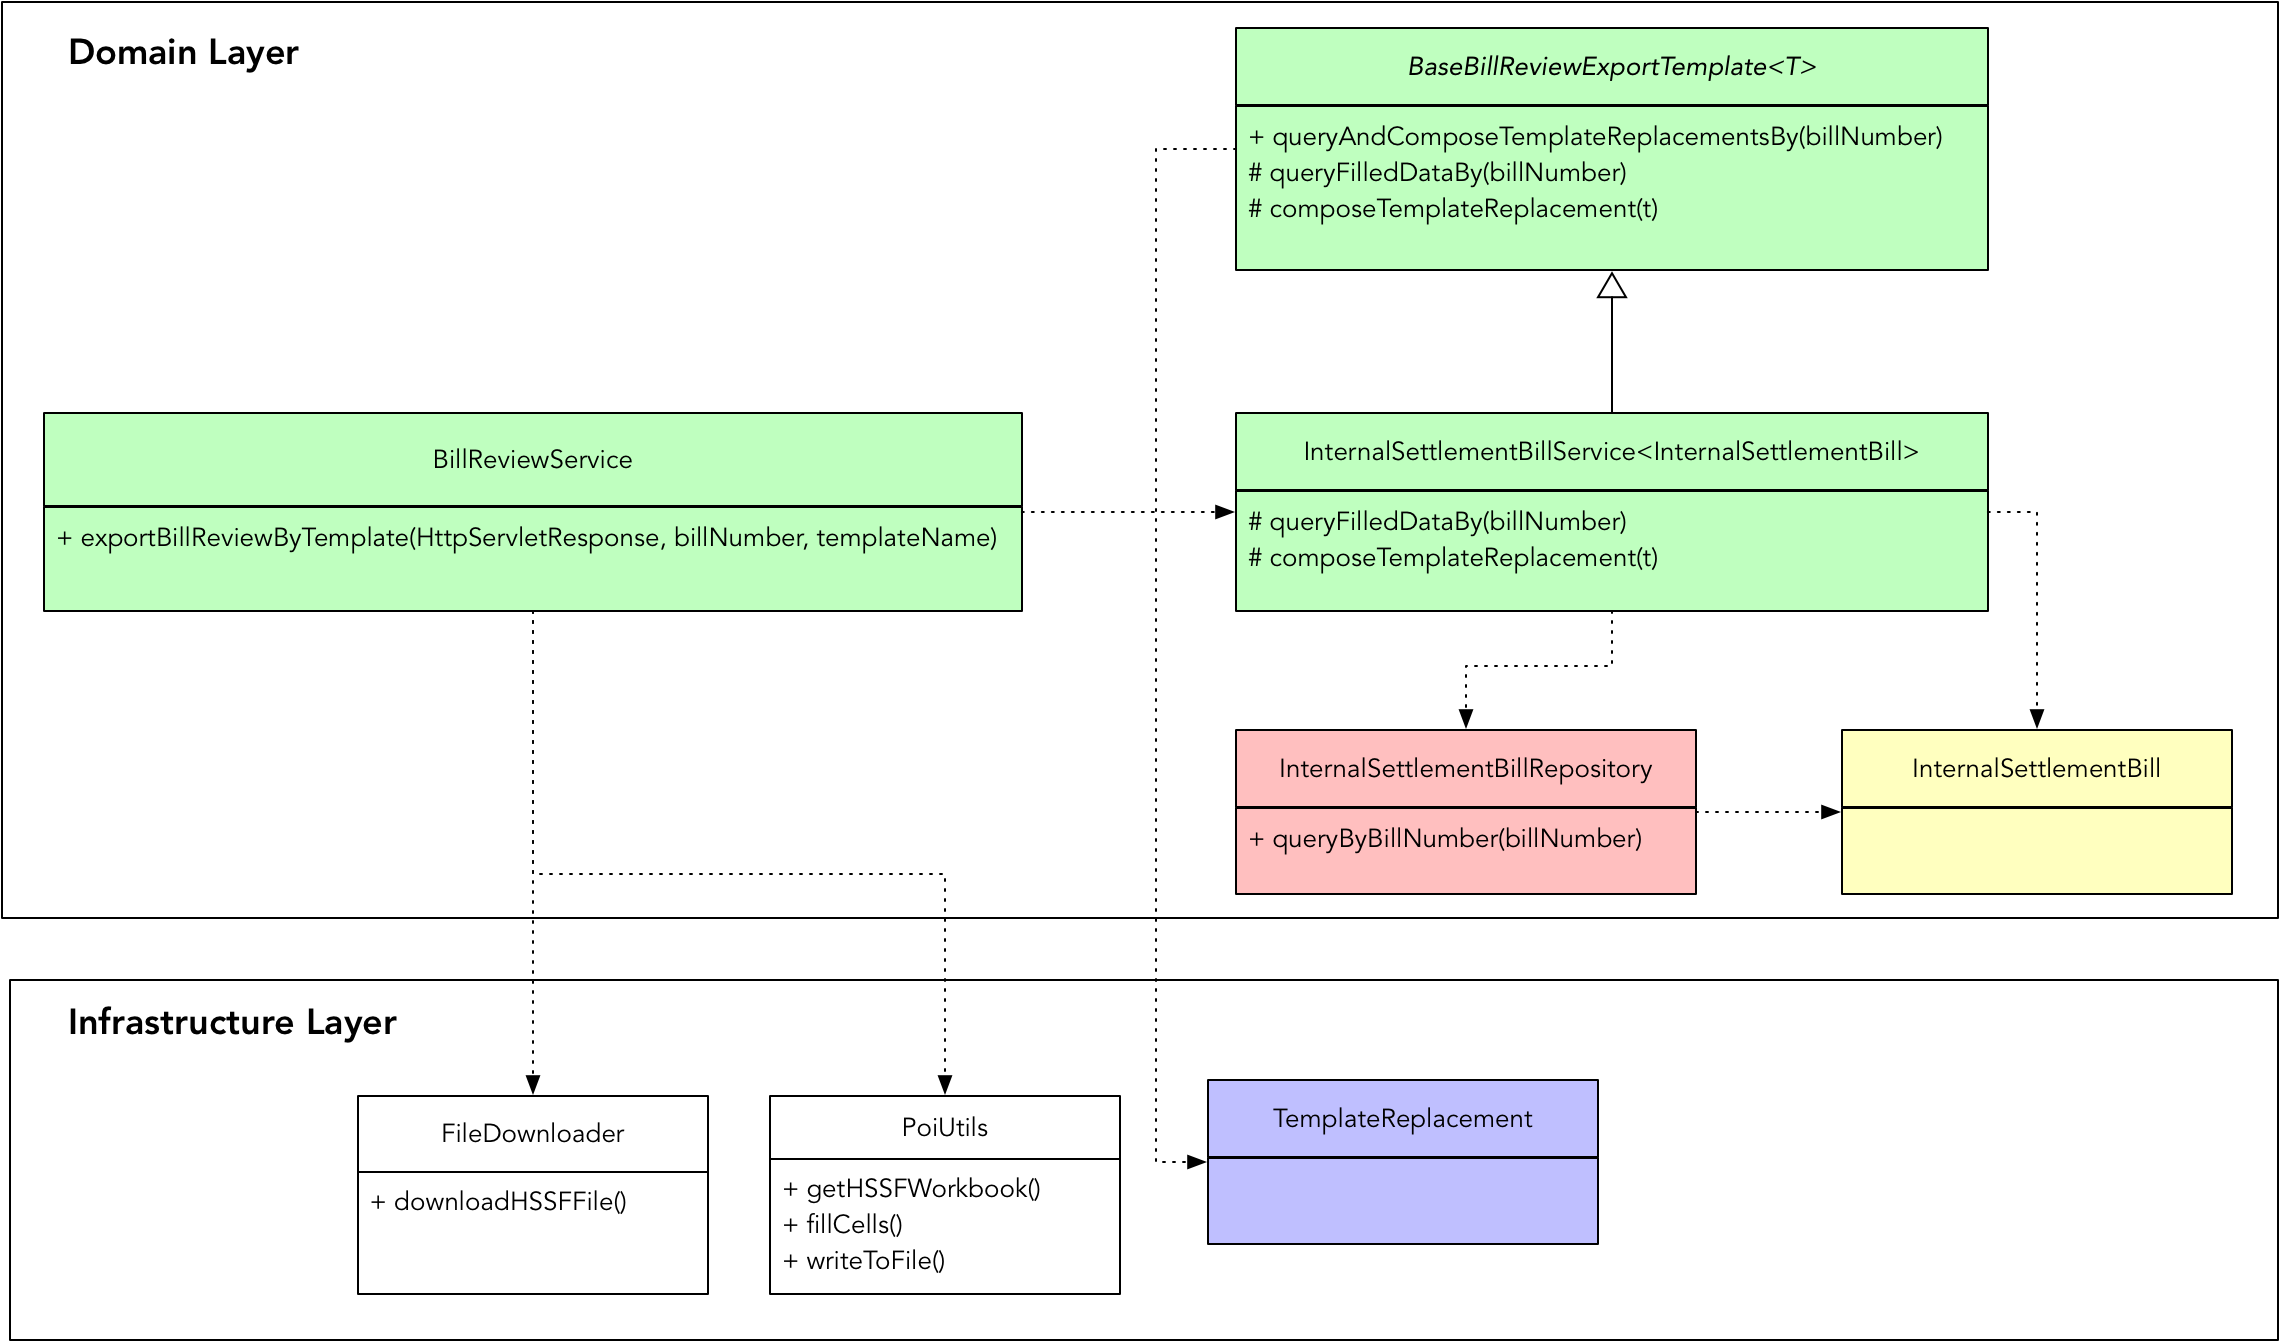 Domain Layer
BaseBillReviewExportTemplate<T>
+ queryAndComposeTemplateReplacementsBy(billNumber)
# queryFilledDataBy(billNumber)
# composeTemplateReplacement(t)
BillReviewService
+ exportBillReviewByTemplate(HttpServletResponse, billNumber, templateName)
InternalSettlementBillService<InternalSettlementBill>
# queryFilledDataBy(billNumber)
# composeTemplateReplacement(t)
InternalSettlementBillRepository
+ queryByBillNumber(billNumber)
InternalSettlementBill
Infrastructure Layer
FileDownloader
+ downloadHSSFFile()
PoiUtils
+ getHSSFWorkbook()
+ fillCells()
+ writeToFile()
TemplateReplacement